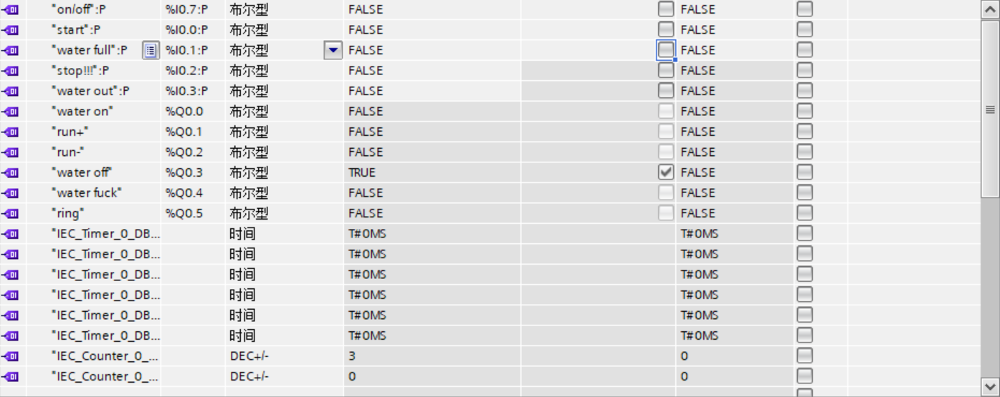 "on/off":P %I0.7:P 布尔型 FALSE FALSE
"start":P %I0.0:P 布尔型 FALSE FALSE
"water full":P %I0.1:P 布尔型 FALSE FALSE
"stop!!!":P %I0.2:P 布尔型 FALSE FALSE
"water out":P %I0.3:P 布尔型 FALSE FALSE
"water on" %Q0.0 布尔型 FALSE FALSE
"run+" %Q0.1 布尔型 FALSE FALSE
"run-" %Q0.2 布尔型 FALSE FALSE
"water off" %Q0.3 布尔型 TRUE FALSE
"water fuck" %Q0.4 布尔型 FALSE FALSE
"ring" %Q0.5 布尔型 FALSE FALSE
"IEC_Timer_0_DB... 时间 T#0MS T#0MS
"IEC_Timer_0_DB... 时间 T#0MS T#0MS
"IEC_Timer_0_DB... 时间 T#0MS T#0MS
"IEC_Timer_0_DB... 时间 T#0MS T#0MS
"IEC_Timer_0_DB... 时间 T#0MS T#0MS
"IEC_Timer_0_DB... 时间 T#0MS T#0MS
"IEC_Counter_0_... DEC+/- 3 0
"IEC_Counter_0_... DEC+/- 0 0